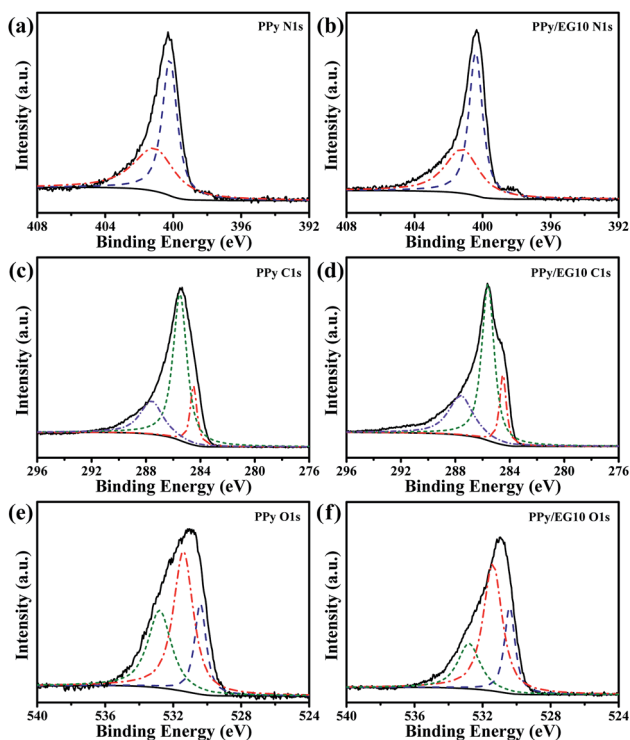 (a) PPy N1s
Intensity (a.u.)
408 404 400 396 392
Binding Energy (eV)
(b) PPy/EG10 N1s
Intensity (a.u.)
408 404 400 396 392
Binding Energy (eV)
(c) PPy C1s
Intensity (a.u.)
296 292 288 284 280 276
Binding Energy (eV)
(d) PPy/EG10 C1s
Intensity (a.u.)
296 292 288 284 280 276
Binding Energy (eV)
(e) PPy O1s
Intensity (a.u.)
540 536 532 528 524
Binding Energy (eV)
(f) PPy/EG10 O1s
Intensity (a.u.)
540 536 532 528 524
Binding Energy (eV)